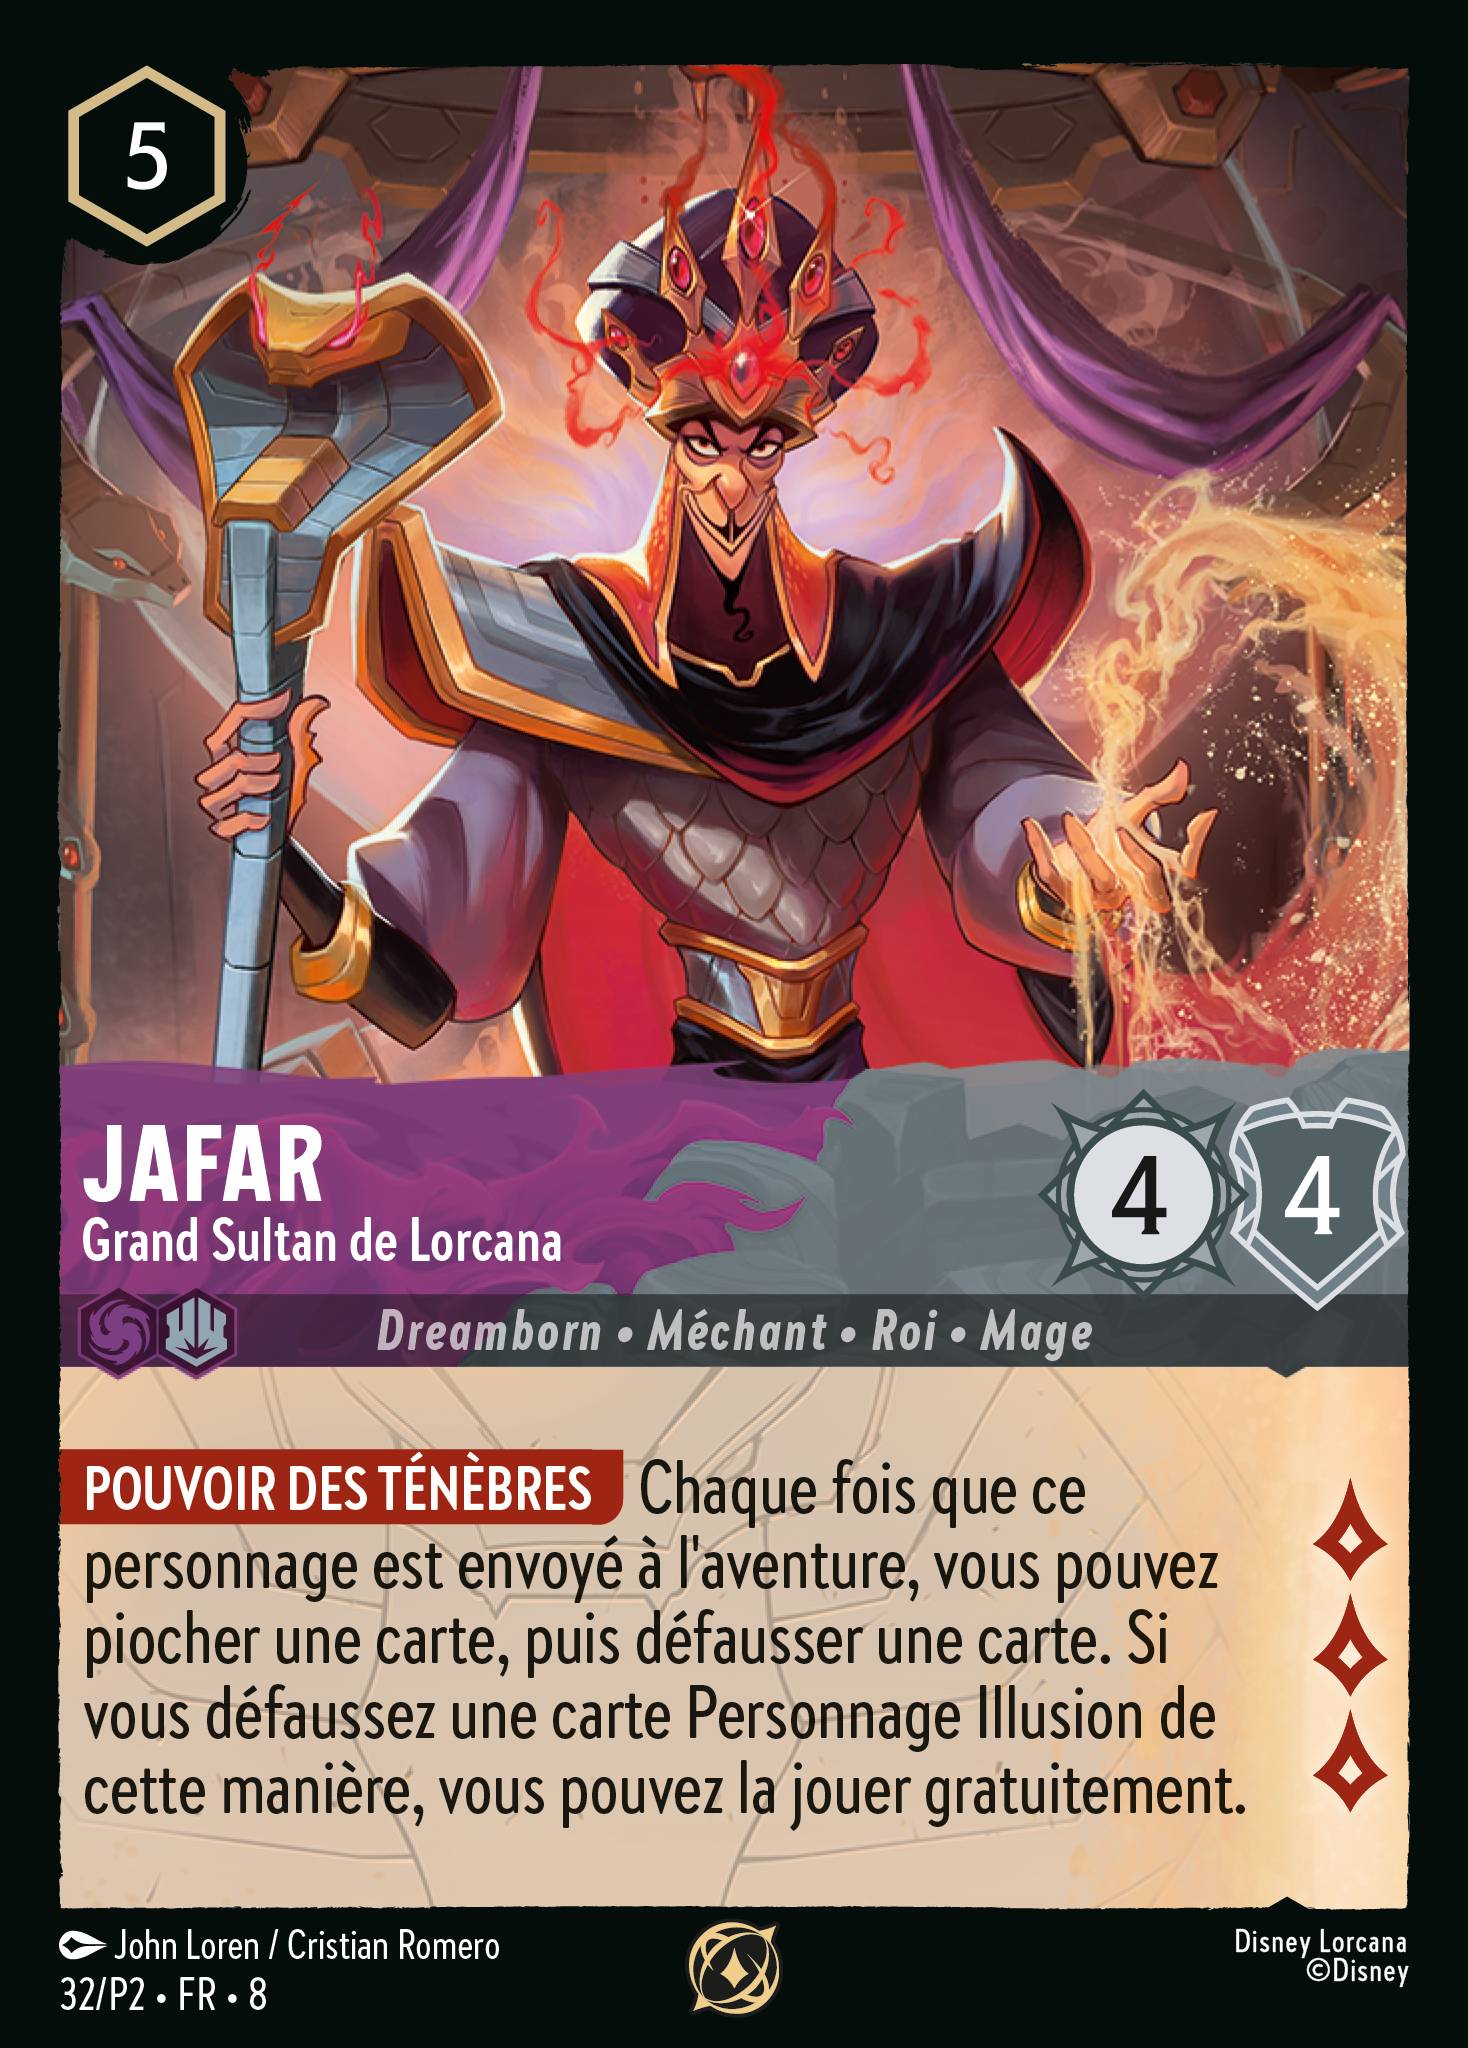 5
JAFAR
Grand Sultan de Lorcana
4
4
Dreamborn • Méchant • Roi • Mage
POUVOIR DES TÉNÈBRES Chaque fois que ce
personnage est envoyé à l'aventure, vous pouvez
piocher une carte, puis défausser une carte. Si
vous défaussez une carte Personnage Illusion de
cette manière, vous pouvez la jouer gratuitement.
John Loren / Cristian Romero
32/P2 • FR • 8
Disney Lorcana
©Disney